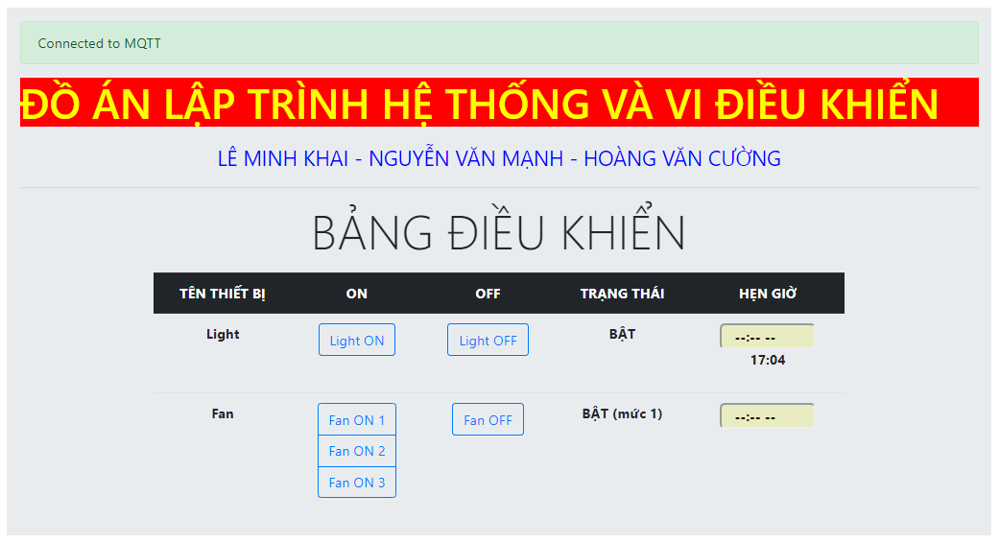 Connected to MQTT
ĐỒ ÁN LẬP TRÌNH HỆ THỐNG VÀ VI ĐIỀU KHIỂN
LÊ MINH KHAI - NGUYỄN VĂN MẠNH - HOÀNG VĂN CƯỜNG
BẢNG ĐIỀU KHIỂN
TÊN THIẾT BỊ ON OFF TRẠNG THÁI HẸN GIỜ
Light Light ON Light OFF BẬT --:-- --
17:04
Fan Fan ON 1 Fan OFF BẬT (mức 1) --:-- --
Fan ON 2
Fan ON 3